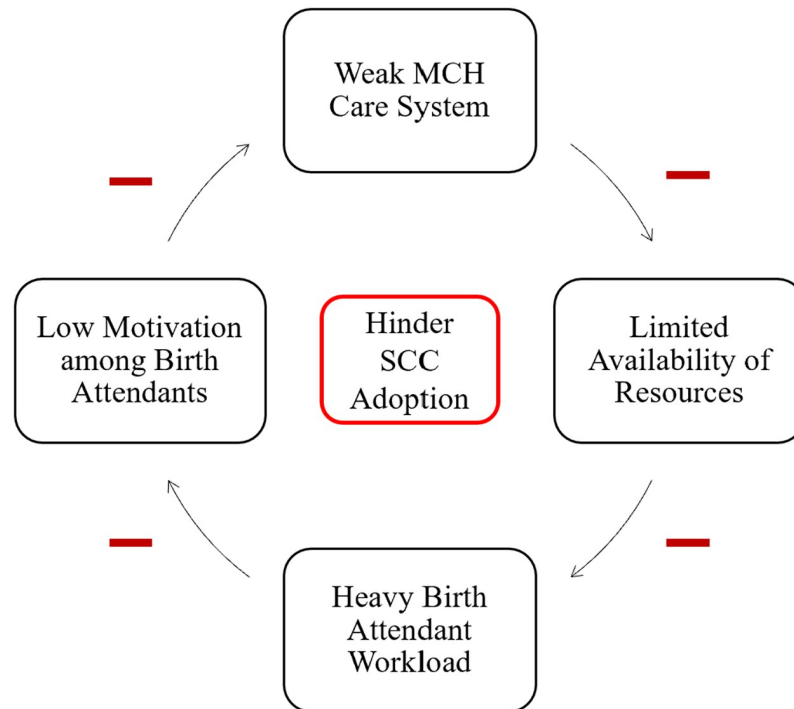 Weak MCH
Care System
Low Motivation
among Birth
Attendants
Hinder
SCC
Adoption
Limited
Availability of
Resources
Heavy Birth
Attendant
Workload